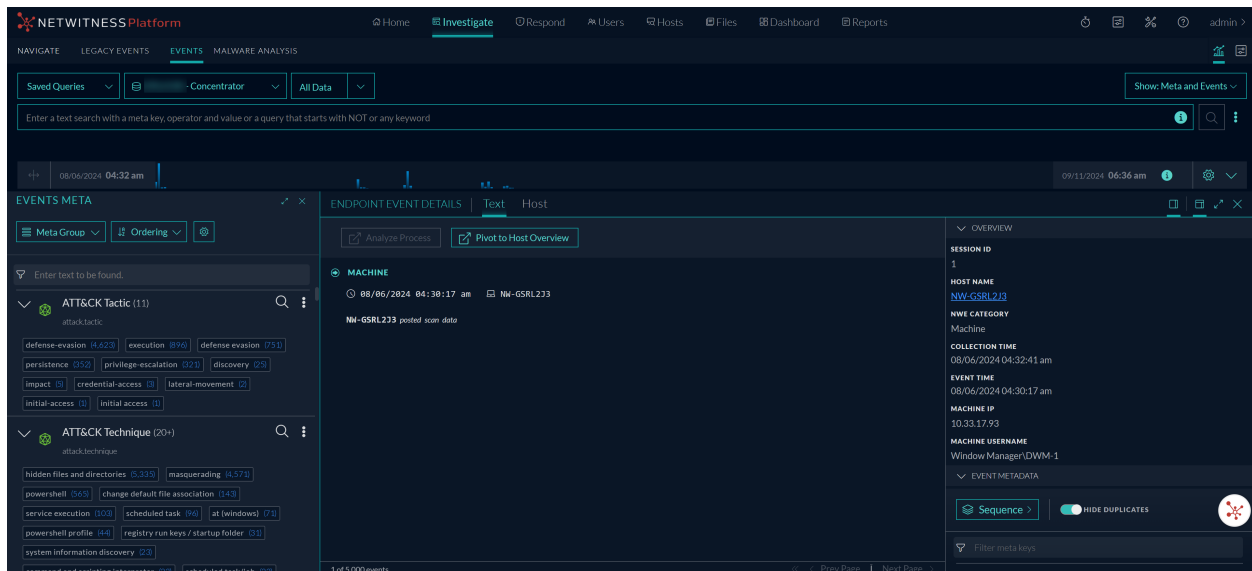 NETWITNESS Platform
Home Investigate Respond Users Hosts Files Dashboard Reports admin >
NAVIGATE LEGACY EVENTS EVENTS MALWARE ANALYSIS
Saved Queries - Concentrator All Data Show: Meta and Events
Enter a text search with a meta key, operator and value or a query that starts with NOT or any keyword
08/06/2024 04:32 am 09/11/2024 06:36 am
EVENTS META
Meta Group Ordering
Enter text to be found.
ATT&CK Tactic (11)
attack.tactic
defense-evasion (4,623) execution (896) defense evasion (751)
persistence (352) privilege-escalation (321) discovery (25)
impact (5) credential-access (3) lateral-movement (2)
initial-access (1) initial access (1)
ATT&CK Technique (20+)
attack.technique
hidden files and directories (5,335) masquerading (4,571)
powershell (565) change default file association (143)
service execution (103) scheduled task (96) at (windows) (71)
powershell profile (44) registry run keys / startup folder (31)
system information discovery (23)
ENDPOINT EVENT DETAILS Text Host
Analyze Process Pivot to Host Overview
MACHINE
08/06/2024 04:30:17 am NW-GSRL2J3
NW-GSRL2J3 posted scan data
1 of 5,000 events << < Prev Page | Next Page >
OVERVIEW
SESSION ID
1
HOST NAME
NW-GSRL2J3
NWE CATEGORY
Machine
COLLECTION TIME
08/06/2024 04:32:41 am
EVENT TIME
08/06/2024 04:30:17 am
MACHINE IP
10.33.17.93
MACHINE USERNAME
Window Manager\DWM-1
EVENT METADATA
Sequence > HIDE DUPLICATES
Filter meta keys